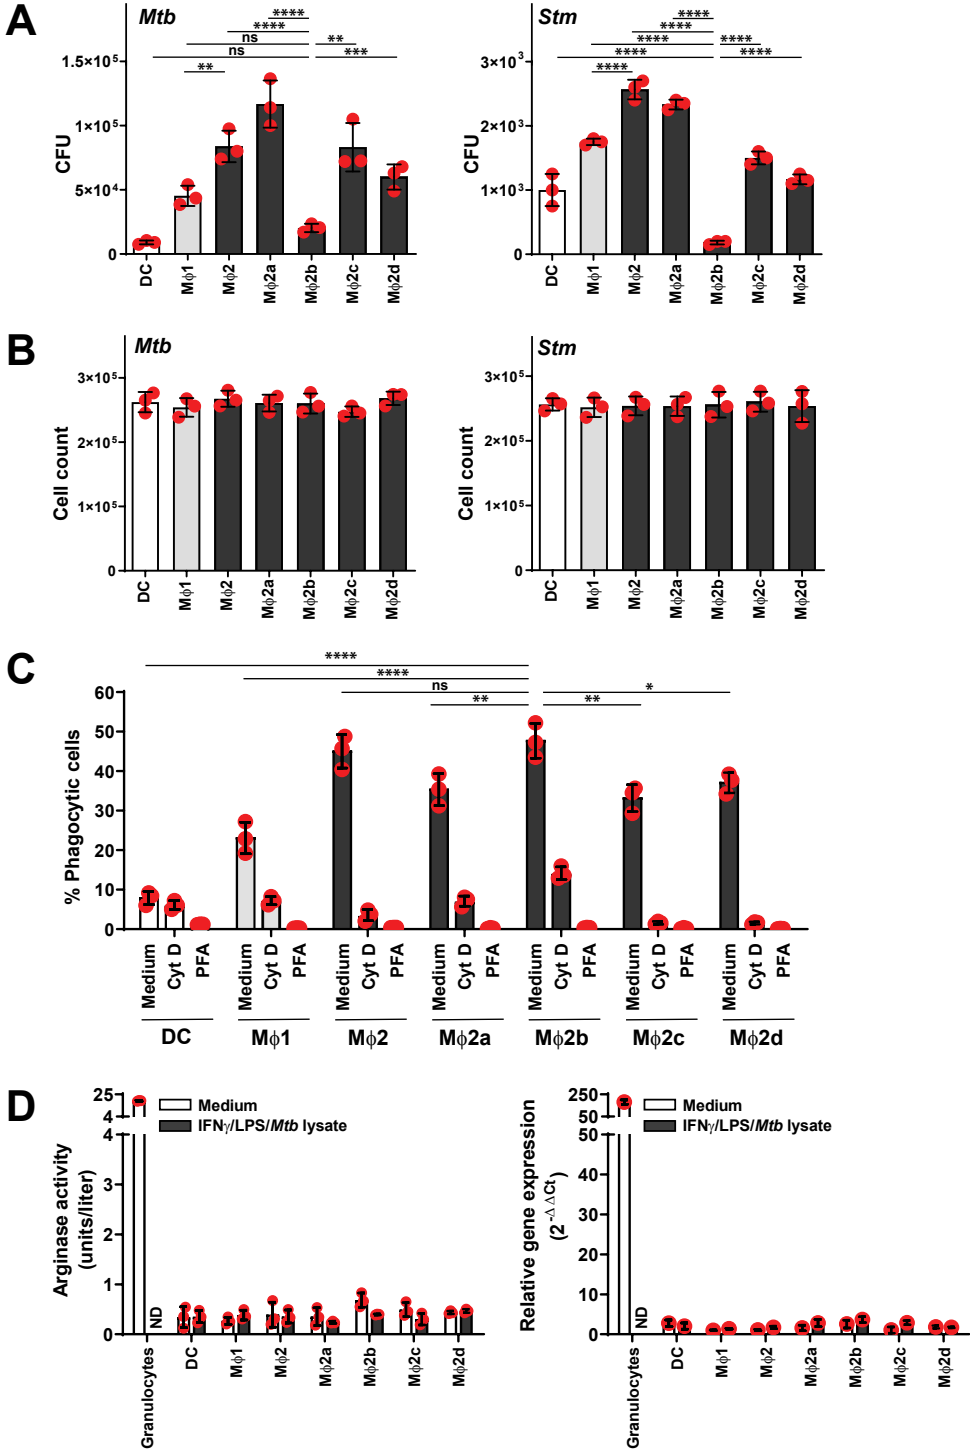 A
Mtb
****
****
ns
**
ns
***
**
CFU
1.5×10⁵
1×10⁵
5×10⁴
0
DC
Mφ1
Mφ2
Mφ2a
Mφ2b
Mφ2c
Mφ2d
Stm
****
****
****
****
****
****
****
CFU
3×10³
2×10³
1×10³
0
DC
Mφ1
Mφ2
Mφ2a
Mφ2b
Mφ2c
Mφ2d
B
Mtb
Cell count
3×10⁵
2×10⁵
1×10⁵
0
DC
Mφ1
Mφ2
Mφ2a
Mφ2b
Mφ2c
Mφ2d
Stm
Cell count
3×10⁵
2×10⁵
1×10⁵
0
DC
Mφ1
Mφ2
Mφ2a
Mφ2b
Mφ2c
Mφ2d
C
****
****
ns
*
**
**
% Phagocytic cells
60
50
40
30
20
10
0
Medium
Cyt D
PFA
Medium
Cyt D
PFA
Medium
Cyt D
PFA
Medium
Cyt D
PFA
Medium
Cyt D
PFA
Medium
Cyt D
PFA
Medium
Cyt D
PFA
DC
Mφ1
Mφ2
Mφ2a
Mφ2b
Mφ2c
Mφ2d
D
Arginase activity
(units/liter)
25
4
4
3
2
1
0
Medium
IFNγ/LPS/Mtb lysate
ND
Granulocytes
DC
Mφ1
Mφ2
Mφ2a
Mφ2b
Mφ2c
Mφ2d
Relative gene expression
(2^-ΔΔCt)
250
50
50
40
30
20
10
0
Medium
IFNγ/LPS/Mtb lysate
ND
Granulocytes
DC
Mφ1
Mφ2
Mφ2a
Mφ2b
Mφ2c
Mφ2d